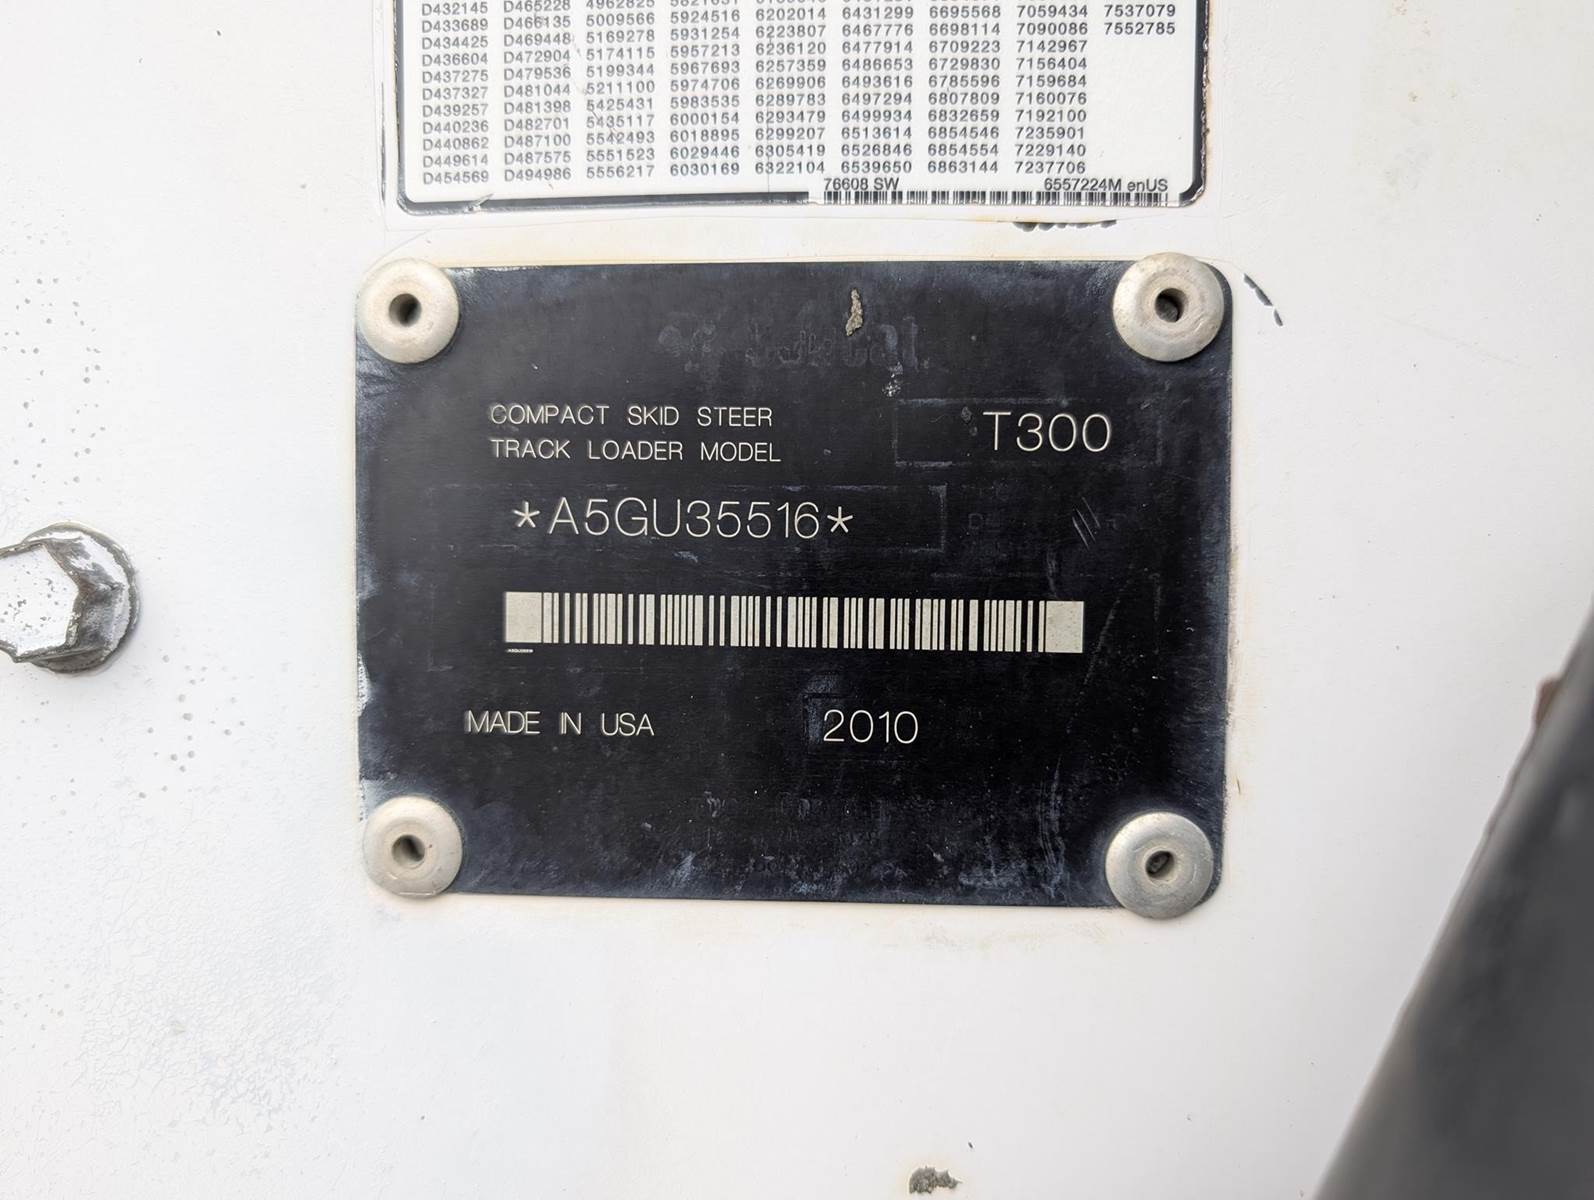 D432145 D465228 4962825
D433689 D466135 5009566 5924516 6202014 6431299 6695568 7059434 7537079
D434425 D469448 5169278 5931254 6223807 6467776 6698114 7090086 7552785
D436604 D472904 5174115 5957213 6236120 6477914 6709223 7142967
D437275 D479536 5199344 5967693 6257359 6486653 6729830 7156404
D437327 D481044 5211100 5974706 6269906 6493616 6785596 7159684
D439257 D481398 5425431 5983535 6289783 6497294 6807809 7160076
D440236 D482701 5435117 6000154 6293479 6499934 6832659 7192100
D440862 D487100 5542493 6018895 6299207 6513614 6854546 7235901
D449614 D487575 5551523 6029446 6305419 6526846 6854554 7229140
D454569 D494986 5556217 6030169 6322104 6539650 6863144 7237706
76608 SW 6557224M enUS
COMPACT SKID STEER
TRACK LOADER MODEL T300
*A5GU35516*
MADE IN USA 2010